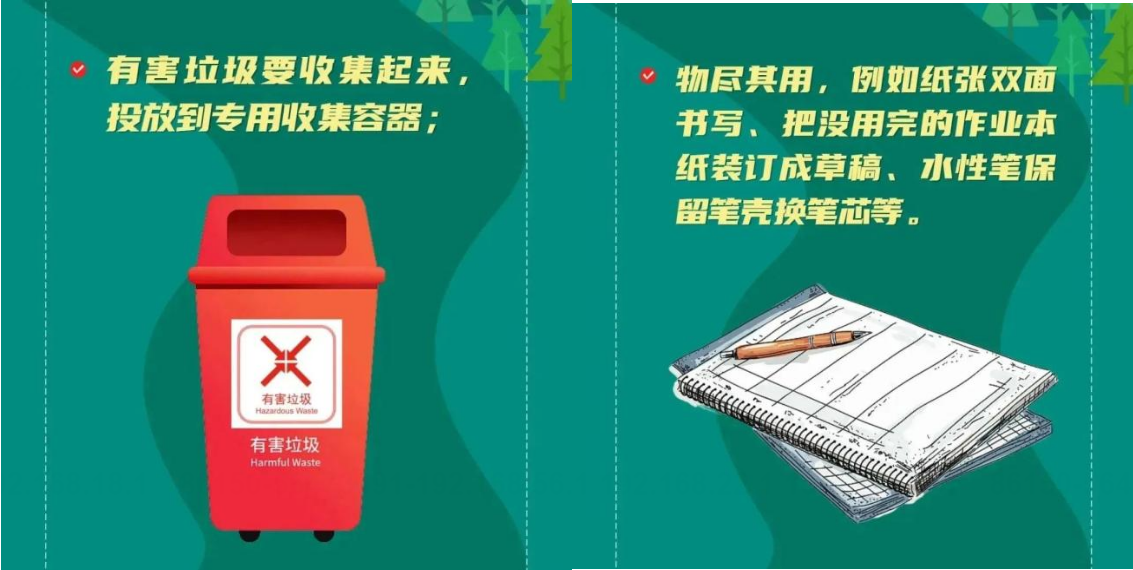 有害垃圾要收集起来，
投放到专用收集容器；
有害垃圾
Hazardous Waste
有害垃圾
Harmful Waste
物尽其用，例如纸张双面
书写、把没用完的作业本
纸装订成草稿、水性笔保
留笔壳换笔芯等。